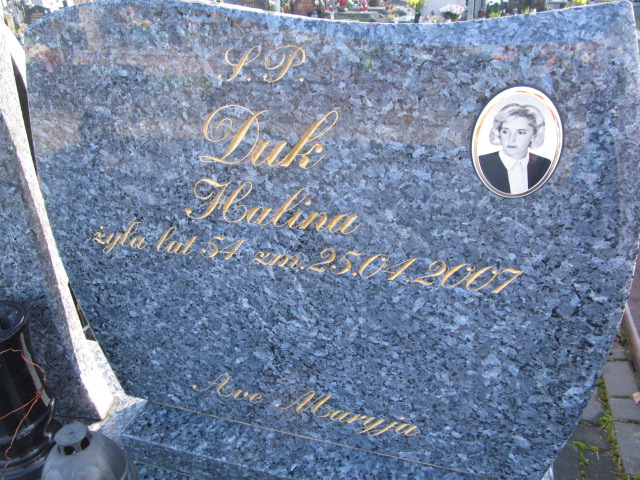 Ś.P.
Duk
Halina
żyła lat 54 zm. 25.04.2007
Ave Maryja